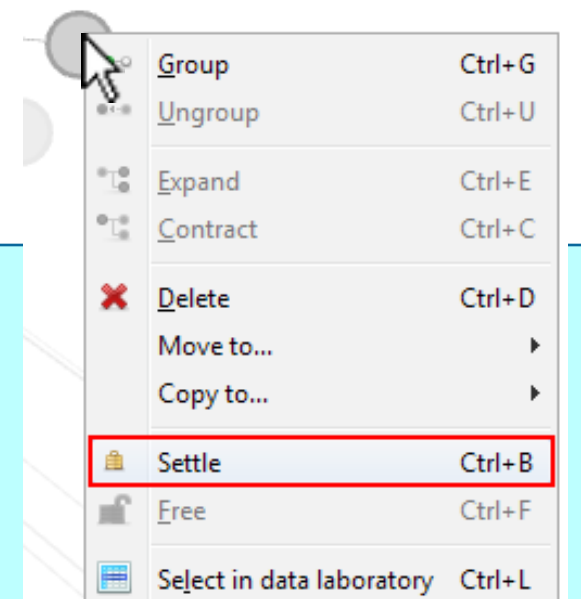 Group Ctrl+G
Ungroup Ctrl+U
Expand Ctrl+E
Contract Ctrl+C
Delete Ctrl+D
Move to...
Copy to...
Settle Ctrl+B
Free Ctrl+F
Select in data laboratory Ctrl+L